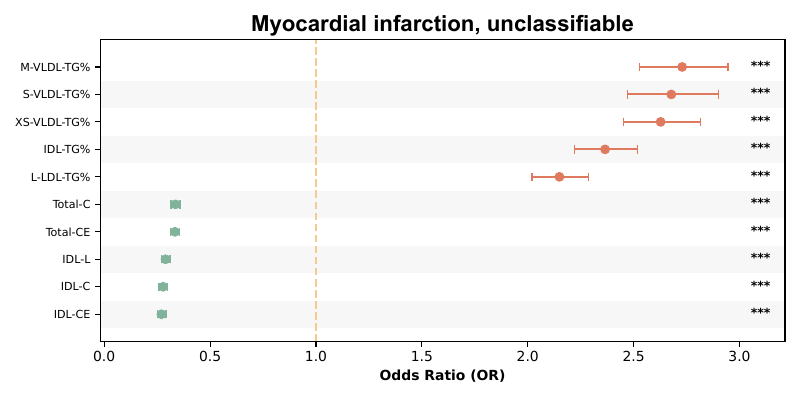 Myocardial infarction, unclassifiable
M-VLDL-TG% ***
S-VLDL-TG% ***
XS-VLDL-TG% ***
IDL-TG% ***
L-LDL-TG% ***
Total-C ***
Total-CE ***
IDL-L ***
IDL-C ***
IDL-CE ***
0.0 0.5 1.0 1.5 2.0 2.5 3.0
Odds Ratio (OR)